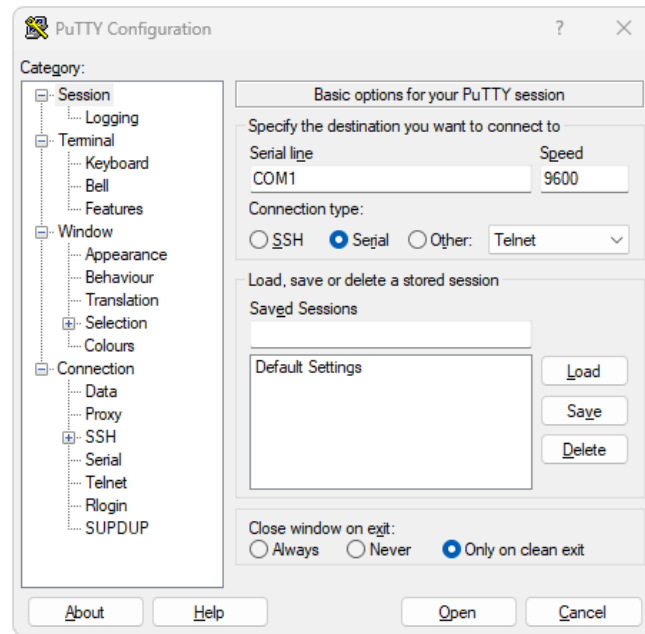 PuTTY Configuration
?
Category:
Session
Logging
Terminal
Keyboard
Bell
Features
Window
Appearance
Behaviour
Translation
Selection
Colours
Connection
Data
Proxy
SSH
Serial
Telnet
Rlogin
SUPDUP
Basic options for your PuTTY session
Specify the destination you want to connect to
Serial line Speed
COM1 9600
Connection type:
SSH Serial Other: Telnet
Load, save or delete a stored session
Saved Sessions
Default Settings
Load
Save
Delete
Close window on exit:
Always Never Only on clean exit
About Help Open Cancel